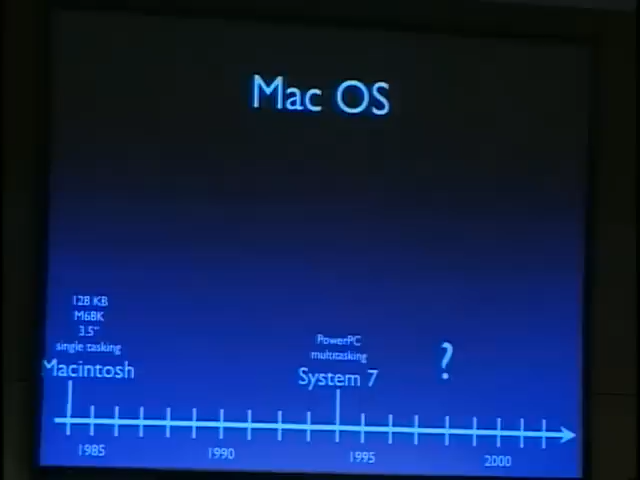 Mac OS
128 KB
M68K
3.5"
single tasking
Macintosh
PowerPC
multitasking
System 7
?
1985
1990
1995
2000